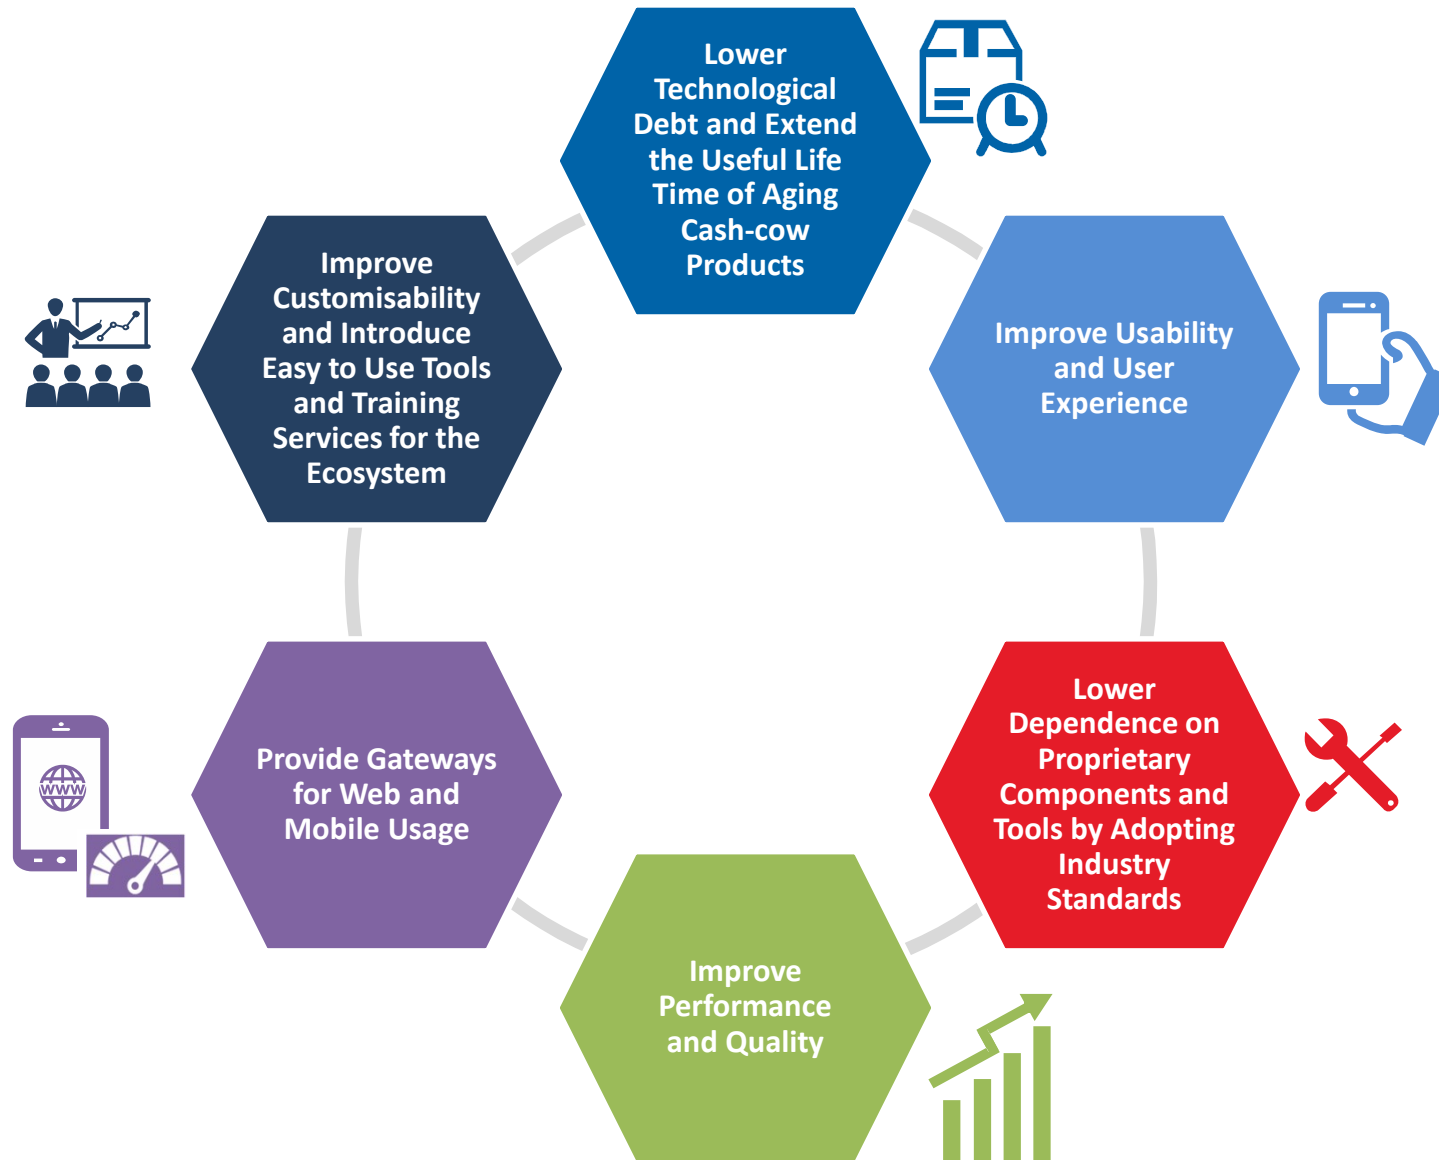 Lower
Technological
Debt and Extend
the Useful Life
Time of Aging
Cash-cow
Products
Improve Usability
and User
Experience
Lower
Dependence on
Proprietary
Components and
Tools by Adopting
Industry
Standards
Improve
Performance
and Quality
Provide Gateways
for Web and
Mobile Usage
WWW
Improve
Customisability
and Introduce
Easy to Use Tools
and Training
Services for the
Ecosystem